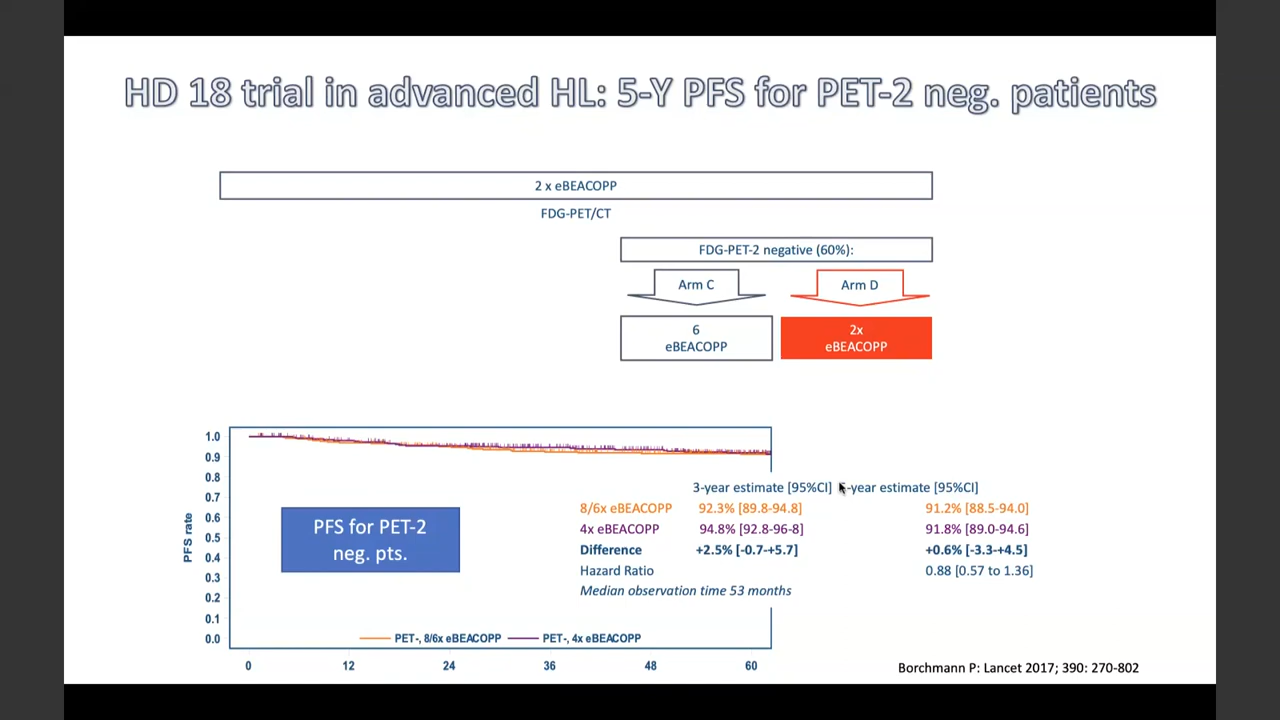 HD 18 trial in advanced HL: 5-Y PFS for PET-2 neg. patients
2 x eBEACOPP
FDG-PET/CT
FDG-PET-2 negative (60%):
Arm C
Arm D
6
eBEACOPP
2x
eBEACOPP
1.0
0.9
0.8
0.7
0.6
0.5
0.4
0.3
0.2
0.1
0.0
PFS rate
PFS for PET-2
neg. pts.
3-year estimate [95%CI] -year estimate [95%CI]
8/6x eBEACOPP 92.3% [89.8-94.8] 91.2% [88.5-94.0]
4x eBEACOPP 94.8% [92.8-96-8] 91.8% [89.0-94.6]
Difference +2.5% [-0.7-+5.7] +0.6% [-3.3-+4.5]
Hazard Ratio 0.88 [0.57 to 1.36]
Median observation time 53 months
PET-, 8/6x eBEACOPP PET-, 4x eBEACOPP
0 12 24 36 48 60
Borchmann P: Lancet 2017; 390: 270-802